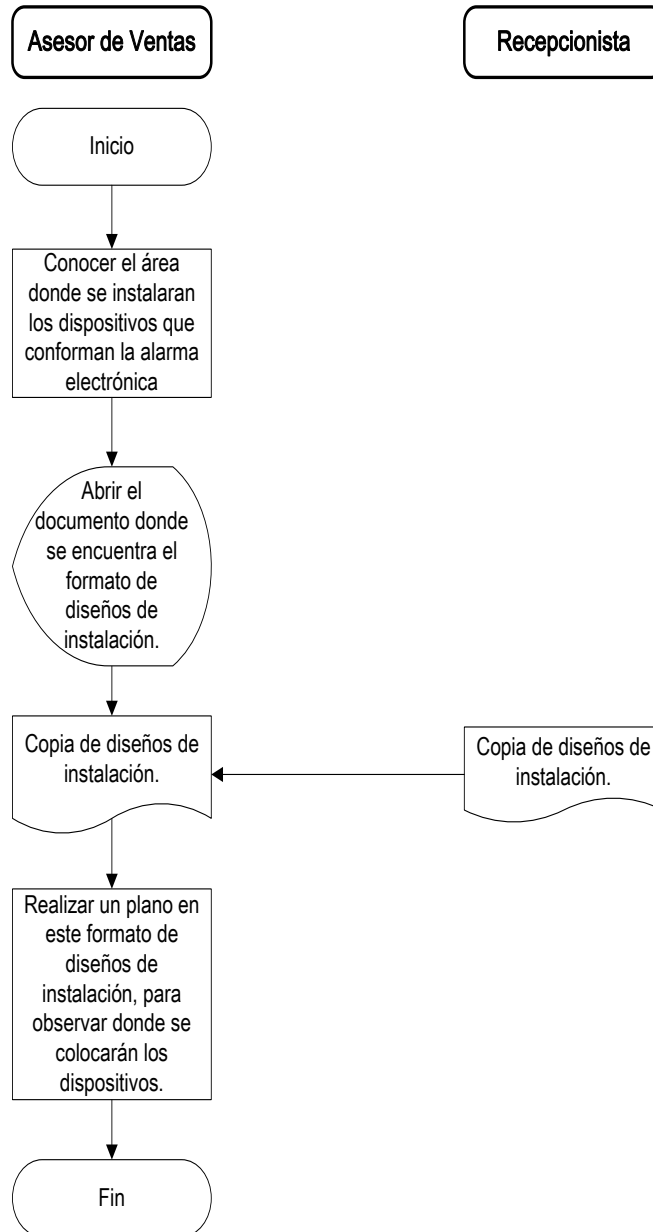 Asesor de Ventas
Recepcionista
Inicio
Conocer el área
donde se instalaran
los dispositivos que
conforman la alarma
electrónica
Abrir el
documento donde
se encuentra el
formato de
diseños de
instalación.
Copia de diseños de
instalación.
Copia de diseños de
instalación.
Realizar un plano en
este formato de
diseños de
instalación, para
observar donde se
colocarán los
dispositivos.
Fin